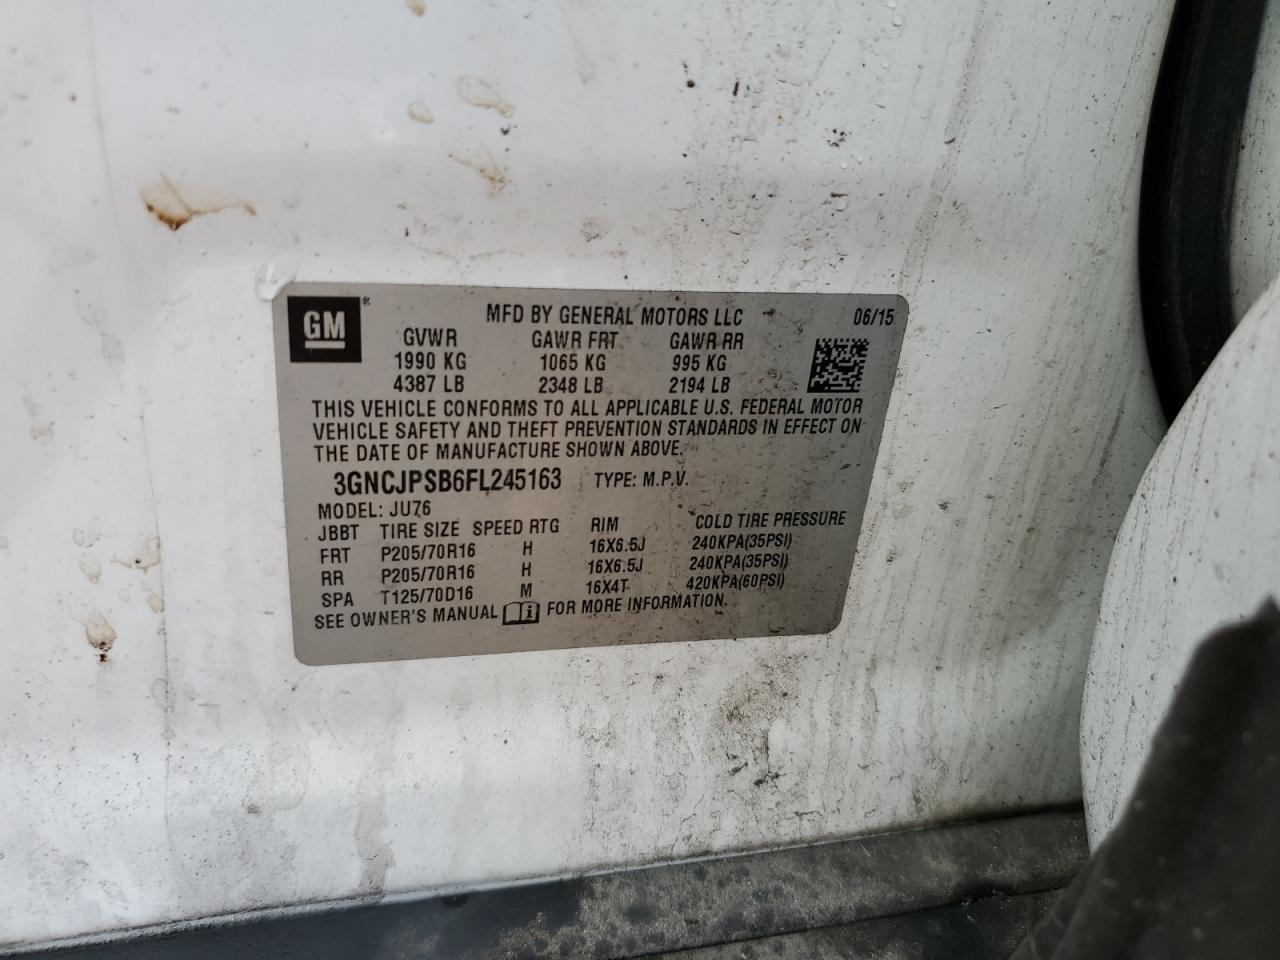 GM ® MFD BY GENERAL MOTORS LLC 06/15
GVWR GAWR FRT GAWR RR
1990 KG 1065 KG 995 KG
4387 LB 2348 LB 2194 LB
THIS VEHICLE CONFORMS TO ALL APPLICABLE U.S. FEDERAL MOTOR
VEHICLE SAFETY AND THEFT PREVENTION STANDARDS IN EFFECT ON
THE DATE OF MANUFACTURE SHOWN ABOVE.
3GNCJPSB6FL245163 TYPE: M.P.V.
MODEL: JU76
JBBT TIRE SIZE SPEED RTG RIM COLD TIRE PRESSURE
FRT P205/70R16 H 16X6.5J 240KPA(35PSI)
RR P205/70R16 H 16X6.5J 240KPA(35PSI)
SPA T125/70D16 M 16X4T 420KPA(60PSI)
SEE OWNER'S MANUAL i FOR MORE INFORMATION.